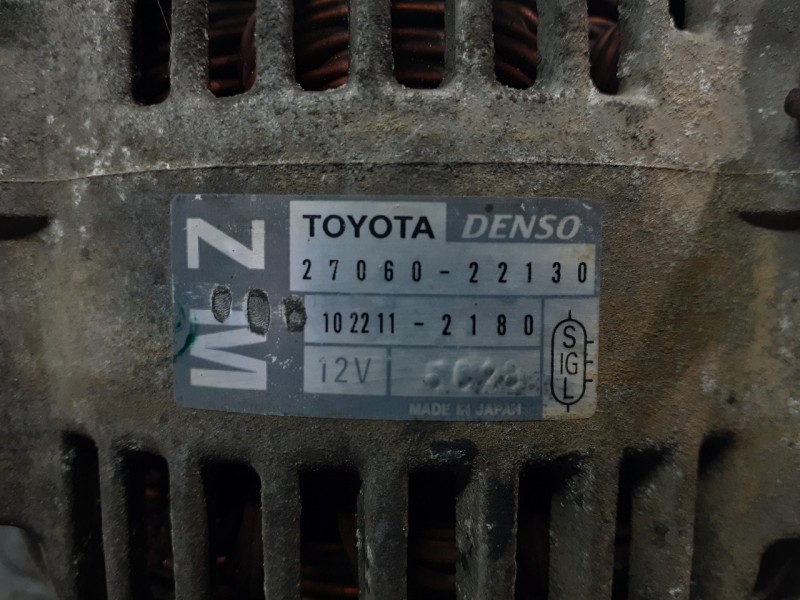 ZM
TOYOTA DENSO
27060-22130
102211-2180
12V
MADE IN JAPAN
S
IG
L